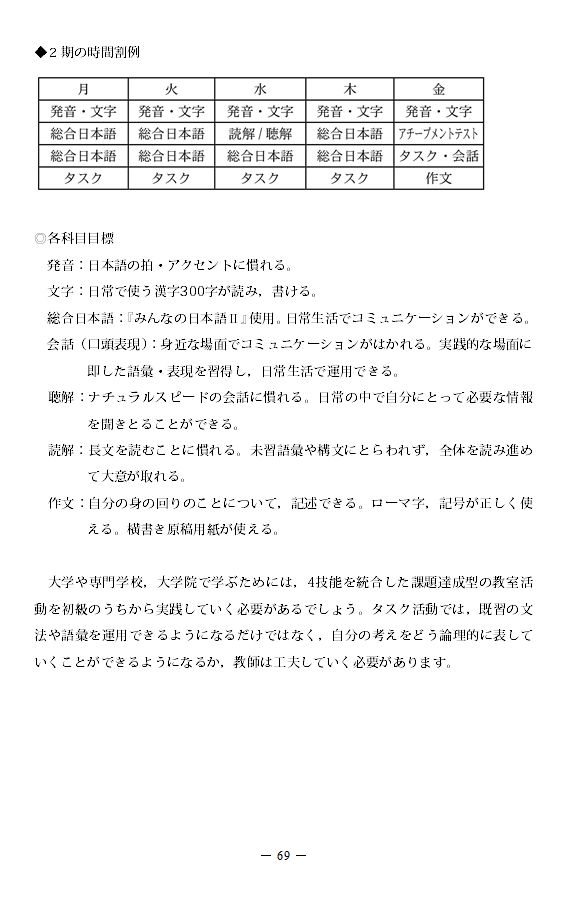 ◆２期の時間割例
月 火 水 木 金
発音・文字 発音・文字 発音・文字 発音・文字 発音・文字
総合日本語 総合日本語 読解 / 聴解 総合日本語 アチーブメントテスト
総合日本語 総合日本語 総合日本語 総合日本語 タスク・会話
タスク タスク タスク タスク 作文
◎各科目目標
発音：日本語の拍・アクセントに慣れる。
文字：日常で使う漢字300字が読み，書ける。
総合日本語：『みんなの日本語Ⅱ』使用。日常生活でコミュニケーションができる。
会話（口頭表現）：身近な場面でコミュニケーションがはかれる。実践的な場面に
即した語彙・表現を習得し，日常生活で運用できる。
聴解：ナチュラルスピードの会話に慣れる。日常の中で自分にとって必要な情報
を聞きとることができる。
読解：長文を読むことに慣れる。未習語彙や構文にとらわれず，全体を読み進め
て大意が取れる。
作文：自分の身の回りのことについて，記述できる。ローマ字，記号が正しく使
える。横書き原稿用紙が使える。
大学や専門学校，大学院で学ぶためには，4技能を統合した課題達成型の教室活
動を初級のうちから実践していく必要があるでしょう。タスク活動では，既習の文
法や語彙を運用できるようになるだけではなく，自分の考えをどう論理的に表して
いくことができるようになるか，教師は工夫していく必要があります。
― 69 ―